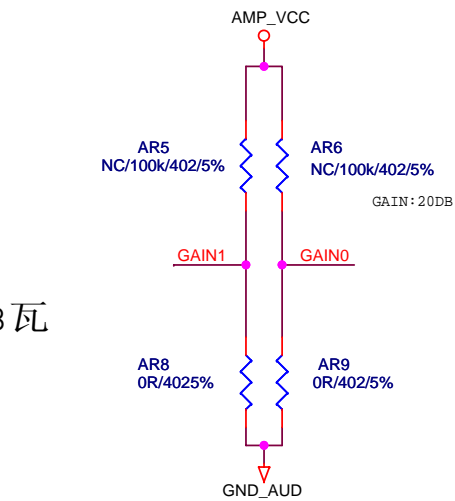 AMP_VCC
AR5
NC/100k/402/5%
AR6
NC/100k/402/5%
GAIN:20DB
GAIN1
GAIN0
瓦
AR8
0R/4025%
AR9
0R/402/5%
GND_AUD